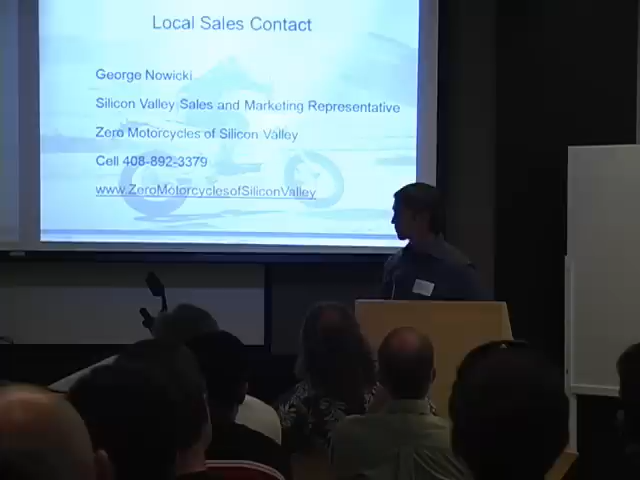 Local Sales Contact
George Nowicki
Silicon Valley Sales and Marketing Representative
Zero Motorcycles of Silicon Valley
Cell 408-892-3379
www.ZeroMotorcyclesofSiliconValley